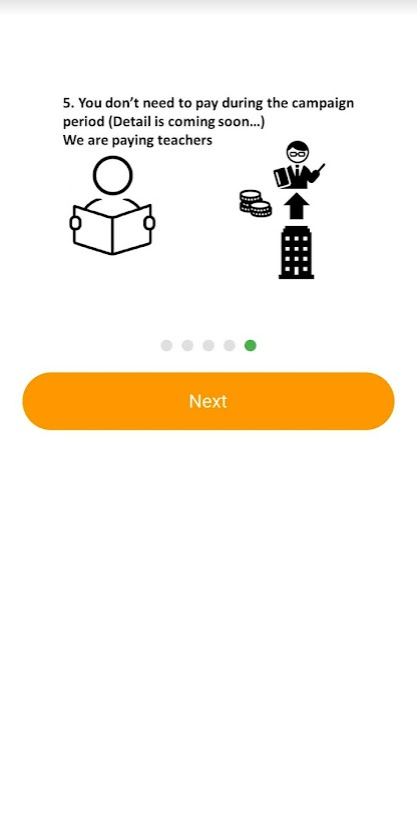 5. You don’t need to pay during the campaign
period (Detail is coming soon...)
We are paying teachers
Next